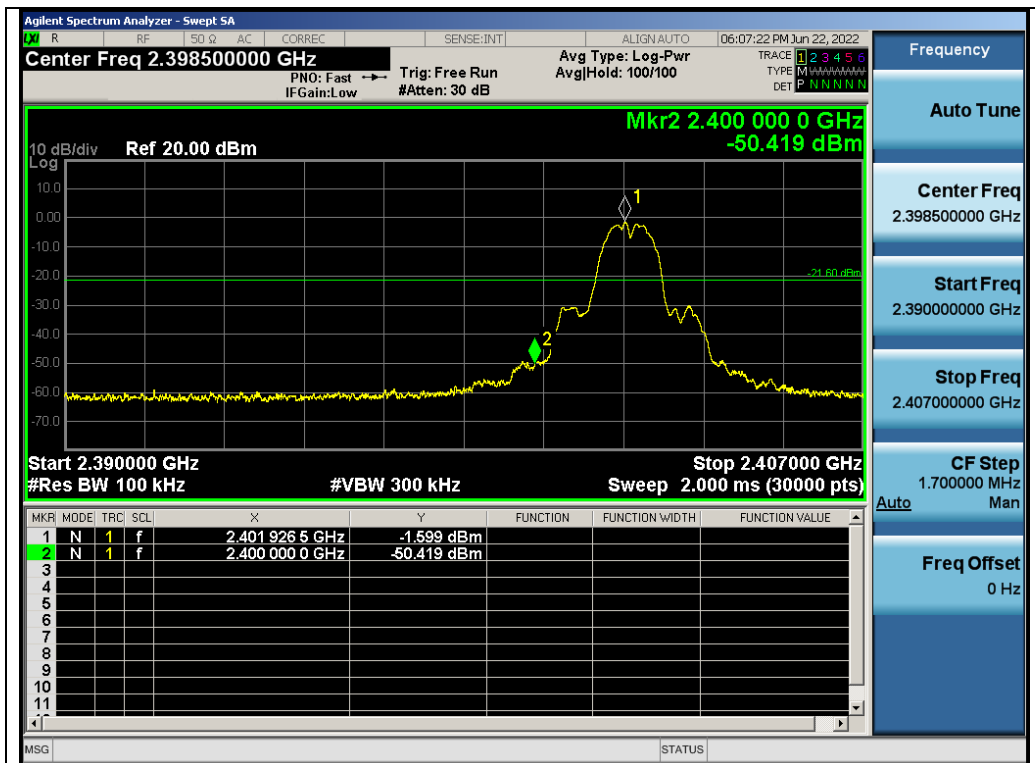 Agilent Spectrum Analyzer - Swept SA
LXI R RF 50 Ω AC CORREC SENSE:INT ALIGN AUTO 06:07:22 PM Jun 22, 2022
Center Freq 2.398500000 GHz
PNO: Fast
IFGain:Low
Trig: Free Run
#Atten: 30 dB
Avg Type: Log-Pwr
Avg|Hold: 100/100
TRACE 1 2 3 4 5 6
TYPE M WWWWW
DET P N N N N N
Mkr2 2.400 000 0 GHz
-50.419 dBm
10 dB/div Ref 20.00 dBm
Log
10.0
0.00
-10.0
-20.0
-30.0
-40.0
-50.0
-60.0
-70.0
1
2
-21.60 dBm
Start 2.390000 GHz Stop 2.407000 GHz
#Res BW 100 kHz #VBW 300 kHz Sweep 2.000 ms (30000 pts)
MKR MODE TRC SCL X Y FUNCTION FUNCTION WIDTH FUNCTION VALUE
1 N 1 f 2.401 926 5 GHz -1.599 dBm
2 N 1 f 2.400 000 0 GHz -50.419 dBm
3
4
5
6
7
8
9
10
11
MSG STATUS
Frequency
Auto Tune
Center Freq
2.398500000 GHz
Start Freq
2.390000000 GHz
Stop Freq
2.407000000 GHz
CF Step
1.700000 MHz
Auto Man
Freq Offset
0 Hz